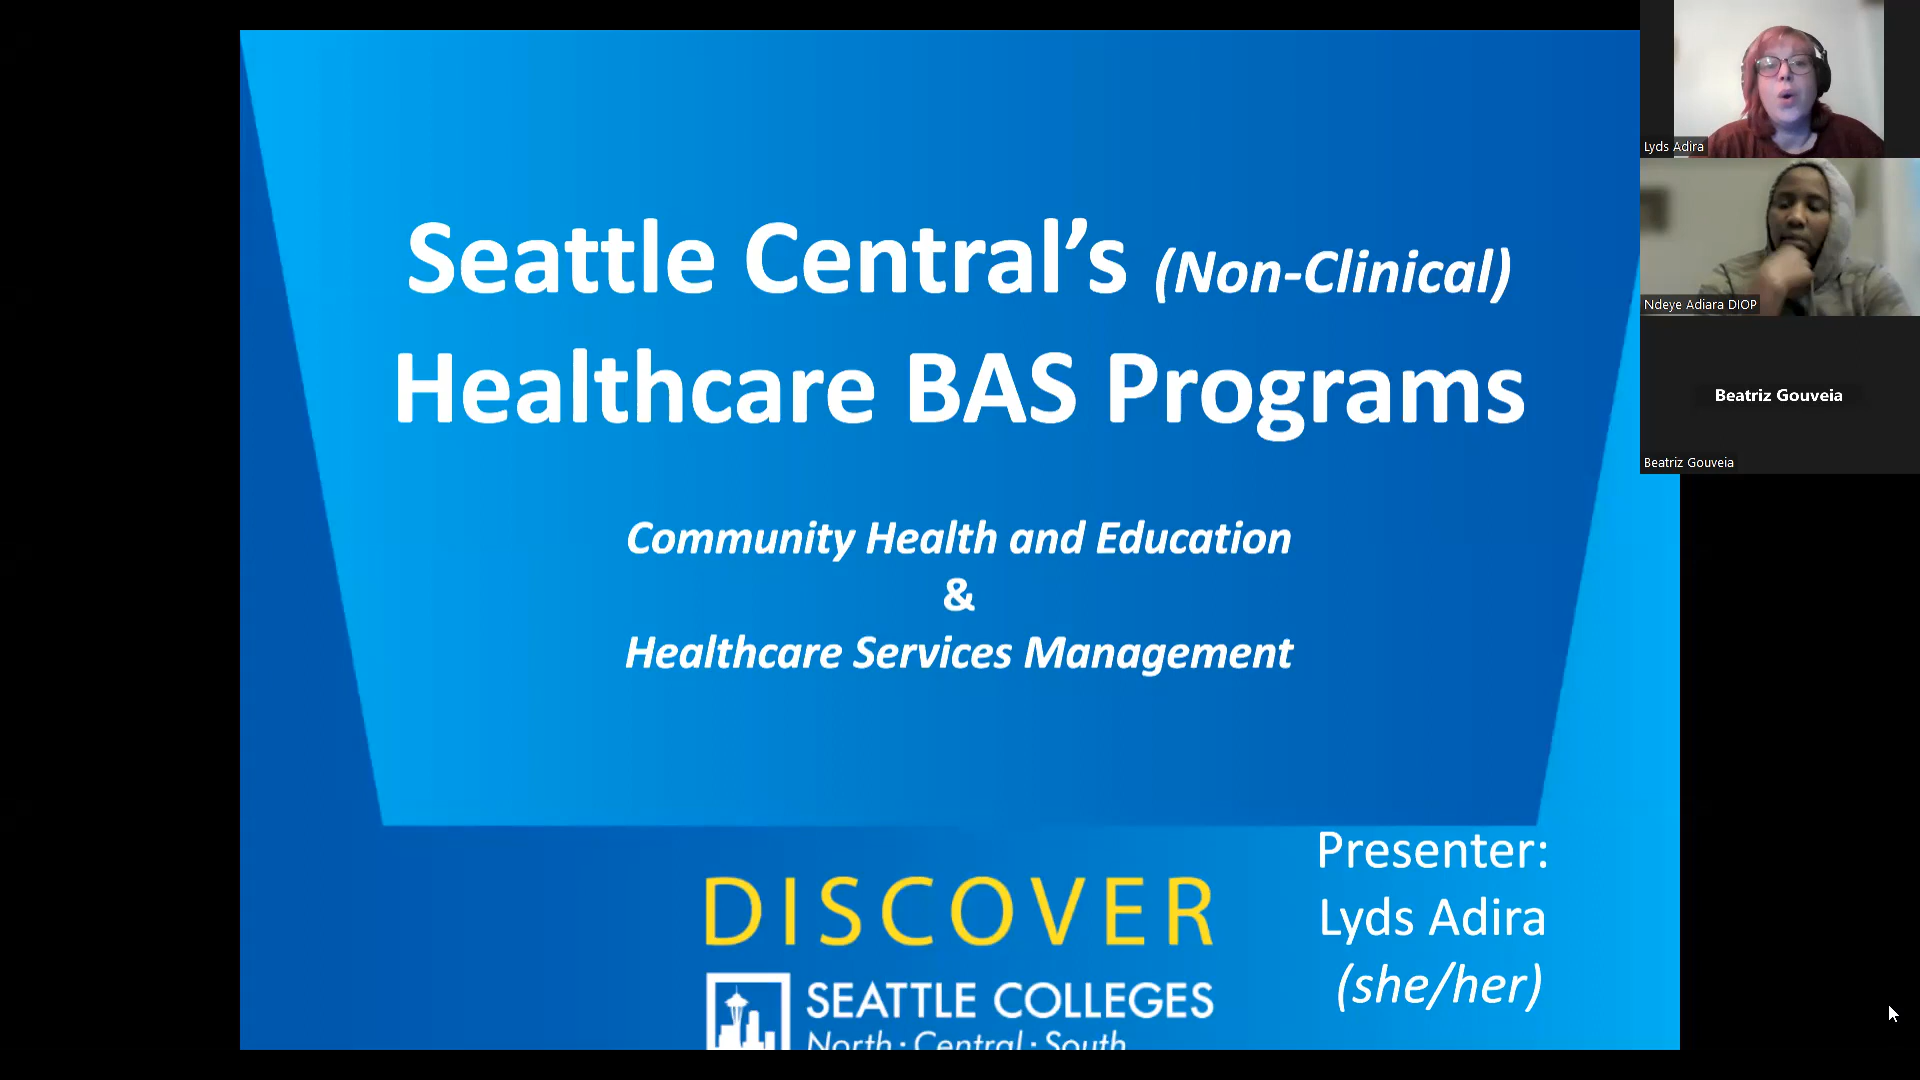 Seattle Central’s (Non-Clinical)
Healthcare BAS Programs
Community Health and Education
&
Healthcare Services Management
Presenter:
Lyds Adira
(she/her)
DISCOVER
SEATTLE COLLEGES
North · Central · South
Lyds Adira
Ndeye Adiara DIOP
Beatriz Gouveia
Beatriz Gouveia